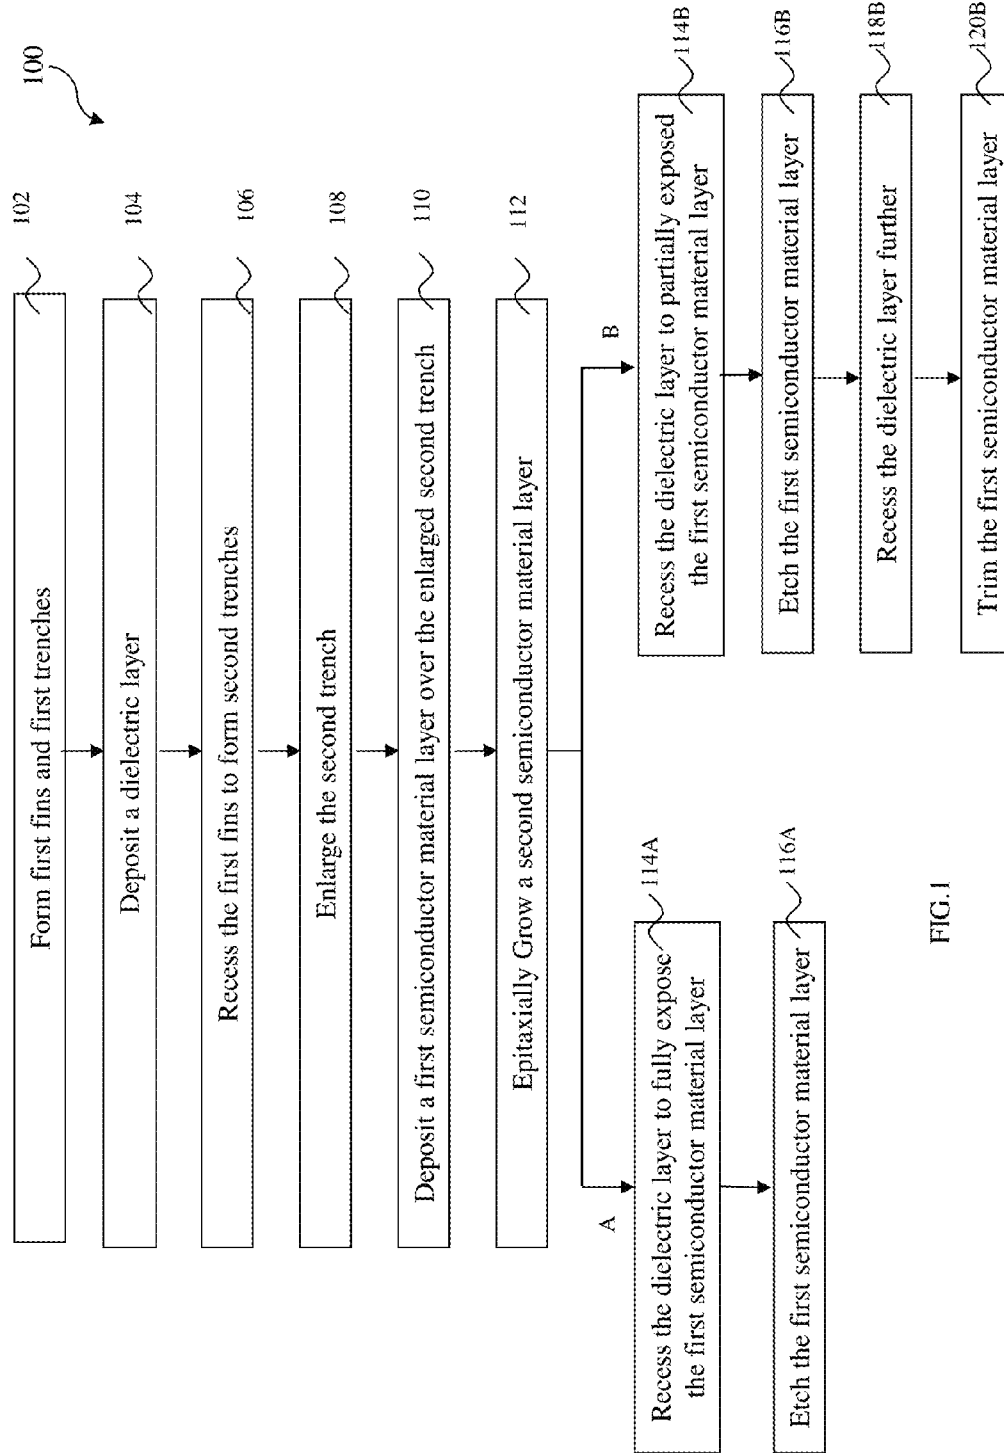 100
Form first fins and first trenches
102
Deposit a dielectric layer
104
Recess the first fins to form second trenches
106
Enlarge the second trench
108
Deposit a first semiconductor material layer over the enlarged second trench
110
Epitaxially Grow a second semiconductor material layer
112
A
Recess the dielectric layer to fully expose
the first semiconductor material layer
114A
Etch the first semiconductor material layer
116A
B
Recess the dielectric layer to partially exposed
the first semiconductor material layer
114B
Etch the first semiconductor material layer
116B
Recess the dielectric layer further
118B
Trim the first semiconductor material layer
120B
FIG.1